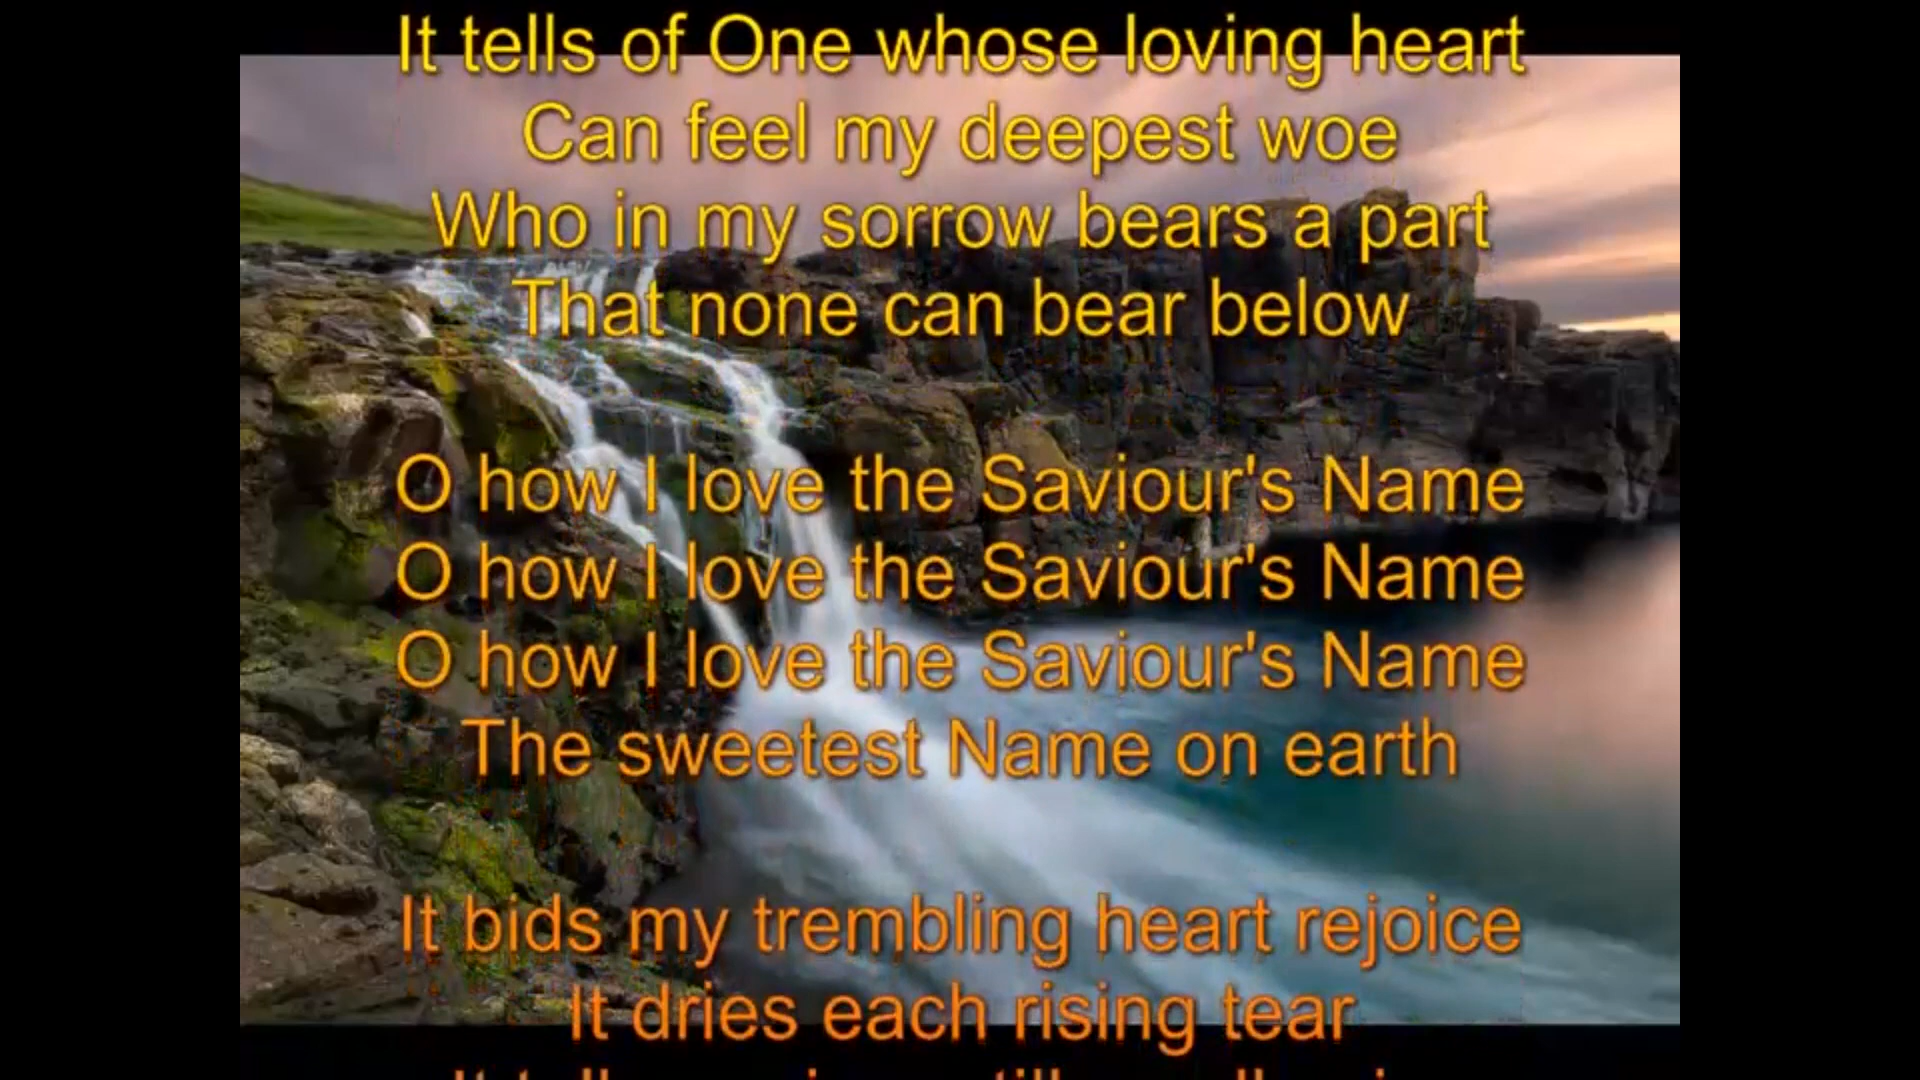 It tells of One whose loving heart
Can feel my deepest woe
Who in my sorrow bears a part
That none can bear below
O how I love the Saviour's Name
O how I love the Saviour's Name
O how I love the Saviour's Name
The sweetest Name on earth
It bids my trembling heart rejoice
It dries each rising tear